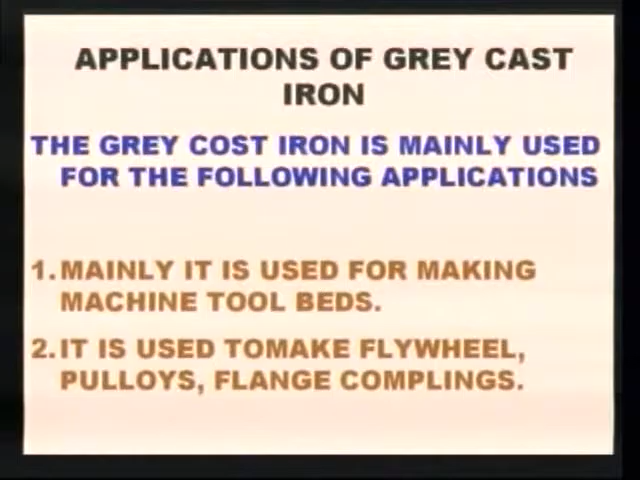 APPLICATIONS OF GREY CAST
IRON
THE GREY COST IRON IS MAINLY USED
FOR THE FOLLOWING APPLICATIONS
1. MAINLY IT IS USED FOR MAKING
MACHINE TOOL BEDS.
2. IT IS USED TOMAKE FLYWHEEL,
PULLOYS, FLANGE COMPLINGS.